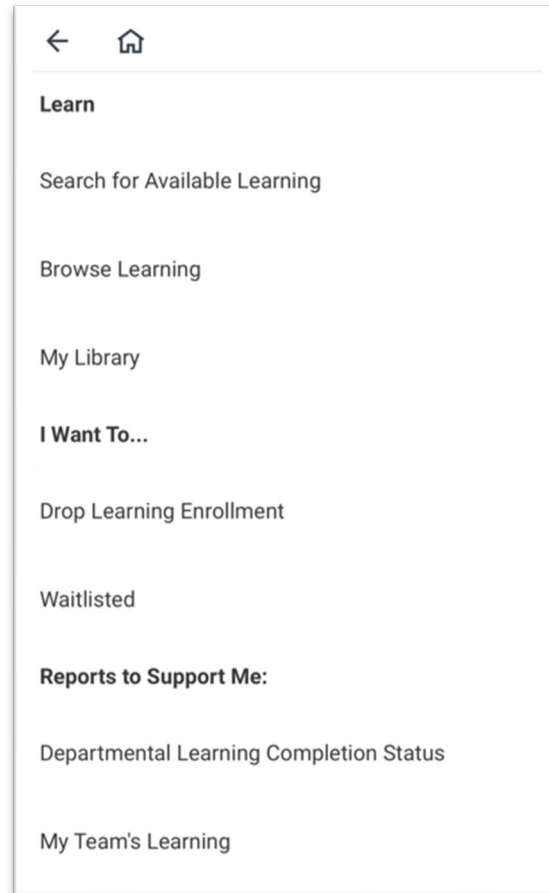 Learn
Search for Available Learning
Browse Learning
My Library
I Want To...
Drop Learning Enrollment
Waitlisted
Reports to Support Me:
Departmental Learning Completion Status
My Team's Learning